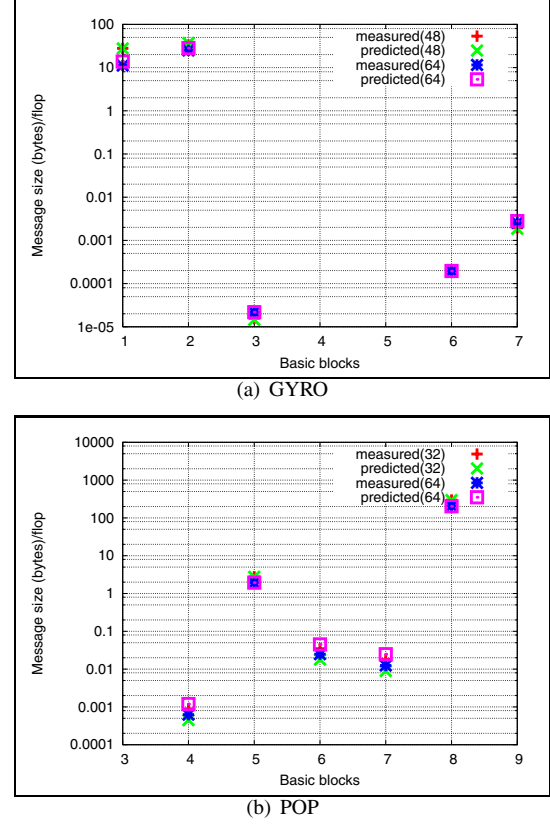 100
10
1
0.1
0.01
0.001
0.0001
1e-05
Message size (bytes)/flop
measured(48)
predicted(48)
measured(64)
predicted(64)
1 2 3 4 5 6 7
Basic blocks
(a) GYRO
10000
1000
100
10
1
0.1
0.01
0.001
0.0001
Message size (bytes)/flop
measured(32)
predicted(32)
measured(64)
predicted(64)
3 4 5 6 7 8 9
Basic blocks
(b) POP